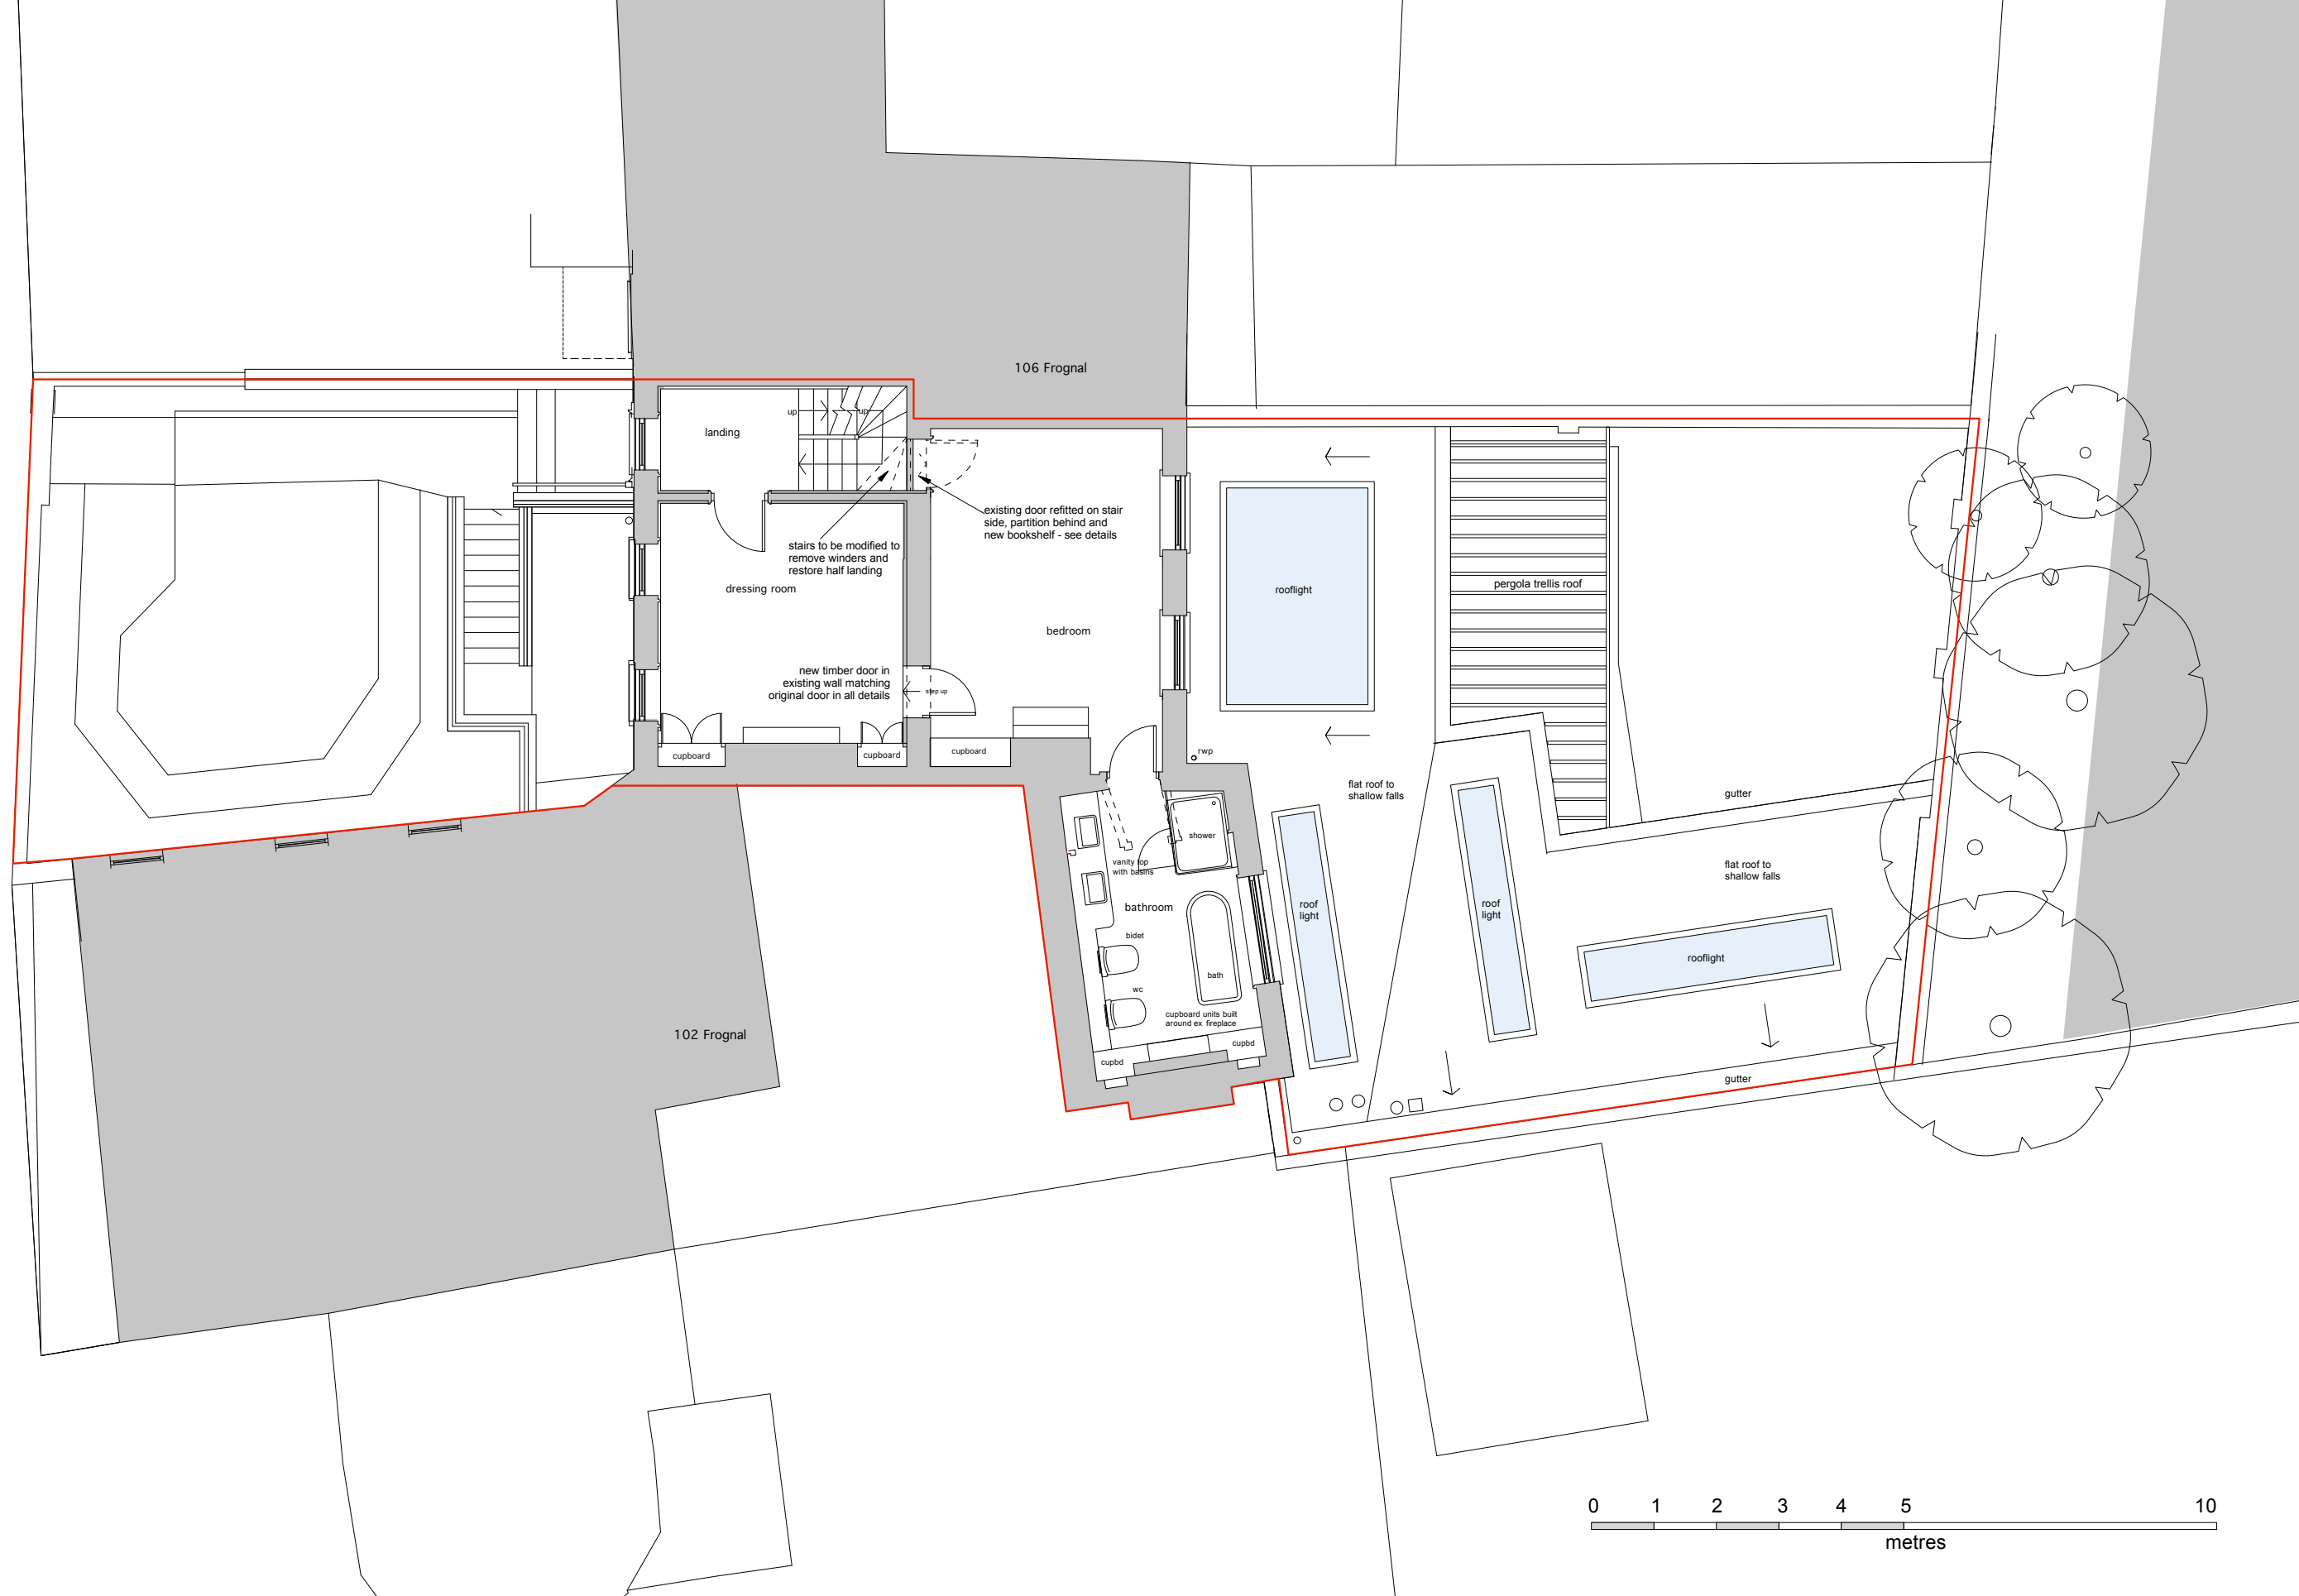 106 Frognal
up
up
landing
existing door refitted on stair
side, partition behind and
new bookshelf - see details
stairs to be modified to
remove winders and
restore half landing
dressing room
rooflight
pergola trellis roof
bedroom
new timber door in
existing wall matching
original door in all details
step up
cupboard
cupboard
cupboard
rwp
flat roof to
shallow falls
gutter
shower
vanity top
with basins
flat roof to
shallow falls
bathroom
roof
light
roof
light
bidet
rooflight
bath
wc
cupboard units built
around ex fireplace
102 Frognal
cupbd
cupbd
gutter
0 1 2 3 4 5 10
metres